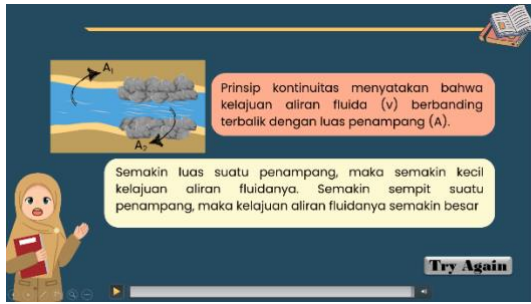 A₁
A₂
Prinsip kontinuitas menyatakan bahwa
kelajuan aliran fluida (v) berbanding
terbalik dengan luas penampang (A).
Semakin luas suatu penampang, maka semakin kecil
kelajuan aliran fluidanya. Semakin sempit suatu
penampang, maka kelajuan aliran fluidanya semakin besar
Try Again